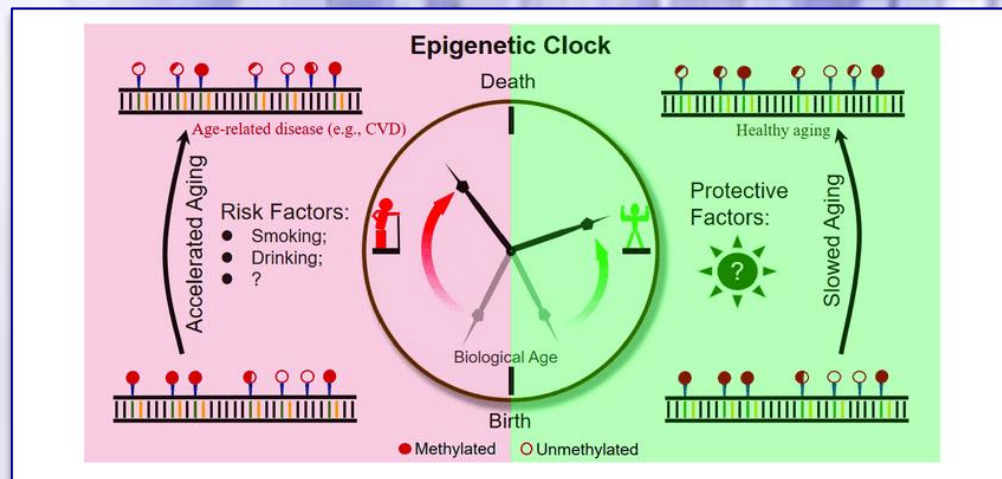 Epigenetic Clock
Death
Age-related disease (e.g., CVD)
Healthy aging
Accelerated Aging
Risk Factors:
Smoking;
Drinking;
?
Protective
Factors:
?
Slowed Aging
Biological Age
Birth
Methylated
Unmethylated